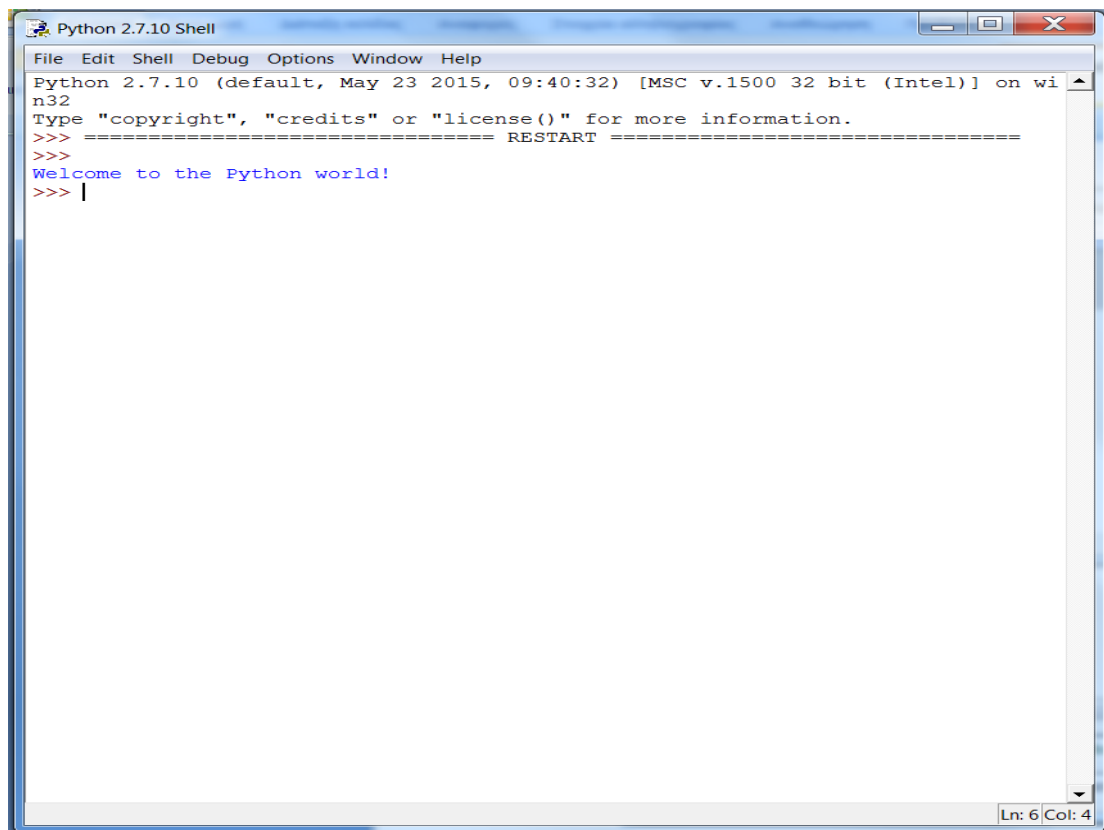 Python 2.7.10 Shell
File Edit Shell Debug Options Window Help
Python 2.7.10 (default, May 23 2015, 09:40:32) [MSC v.1500 32 bit (Intel)] on wi
n32
Type "copyright", "credits" or "license()" for more information.
>>> ================================ RESTART ================================
>>>
Welcome to the Python world!
>>>
Ln: 6 Col: 4